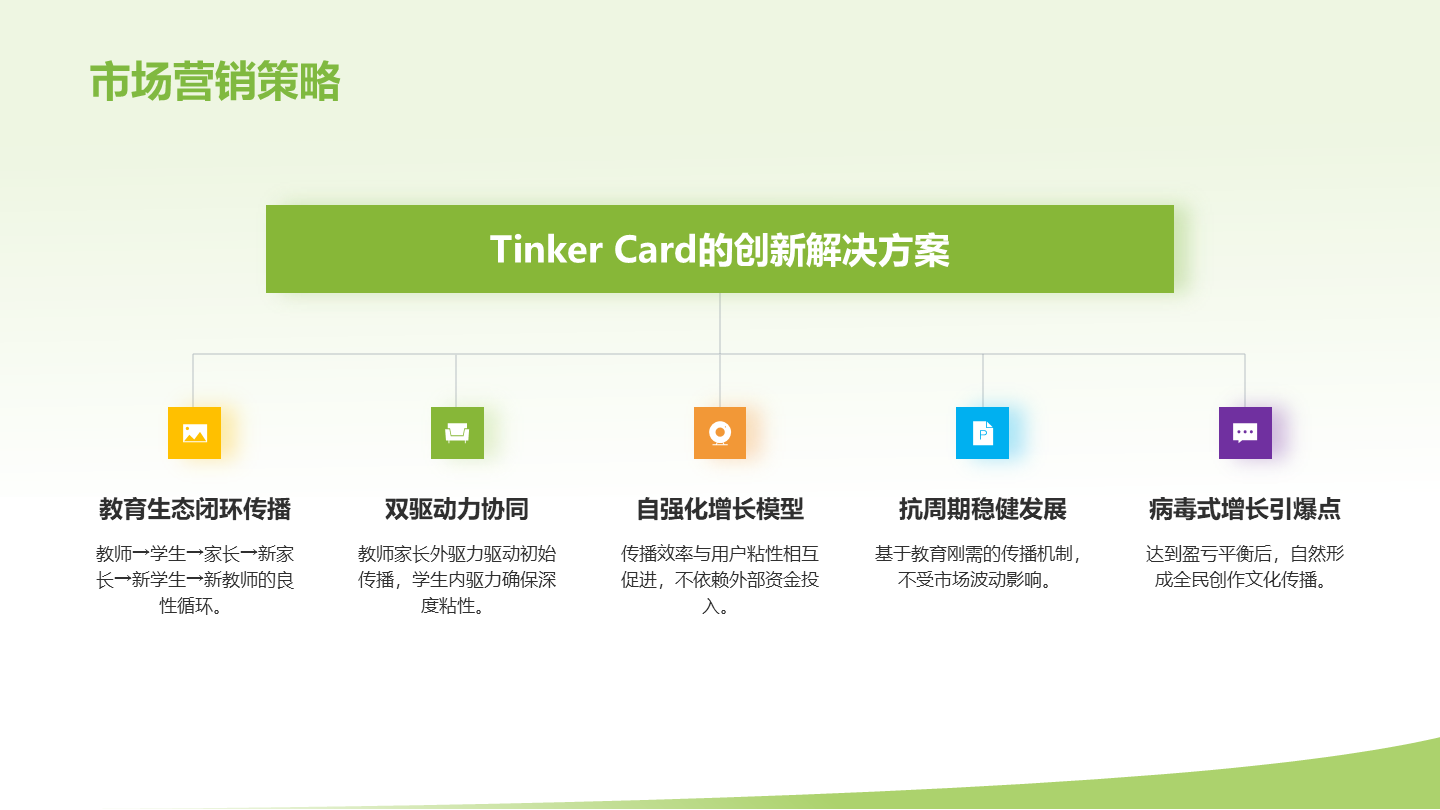 市场营销策略
Tinker Card的创新解决方案
教育生态闭环传播
教师→学生→家长→新家
长→新学生→新教师的良
性循环。
双驱动力协同
教师家长外驱力驱动初始
传播，学生内驱力确保深
度粘性。
自强化增长模型
传播效率与用户粘性相互
促进，不依赖外部资金投
入。
抗周期稳健发展
基于教育刚需的传播机制，
不受市场波动影响。
病毒式增长引爆点
达到盈亏平衡后，自然形
成全民创作文化传播。
P